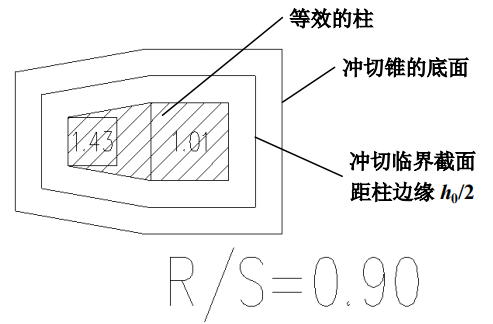 等效的柱
冲切锥的底面
1.43 1.01
冲切临界截面
距柱边缘 h₀/2
R/S=0.90